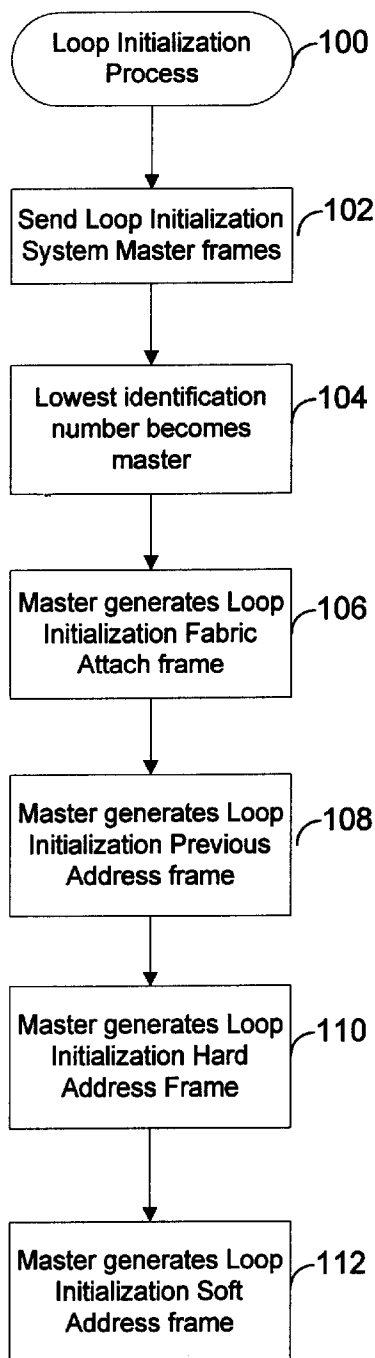 Loop Initialization
Process
100
Send Loop Initialization
System Master frames
102
Lowest identification
number becomes
master
104
Master generates Loop
Initialization Fabric
Attach frame
106
Master generates Loop
Initialization Previous
Address frame
108
Master generates Loop
Initialization Hard
Address Frame
110
Master generates Loop
Initialization Soft
Address frame
112